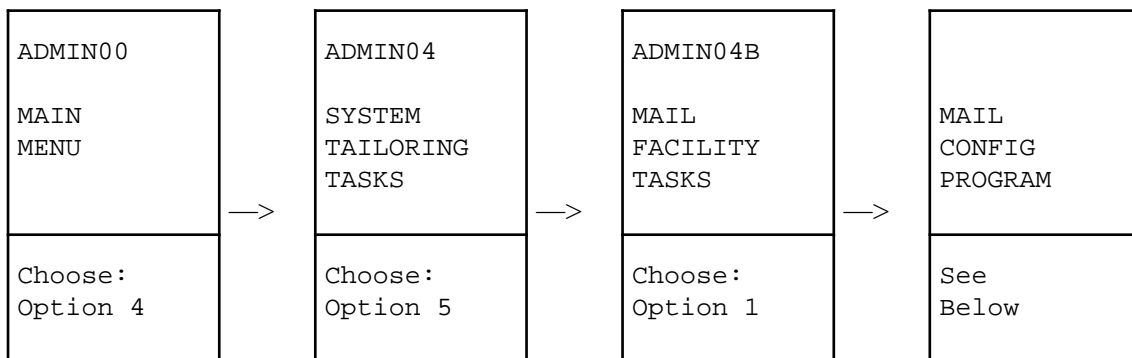 ADMIN00
MAIN
MENU
Choose:
Option 4
—>
ADMIN04
SYSTEM
TAILORING
TASKS
Choose:
Option 5
—>
ADMIN04B
MAIL
FACILITY
TASKS
Choose:
Option 1
—>
MAIL
CONFIG
PROGRAM
See
Below